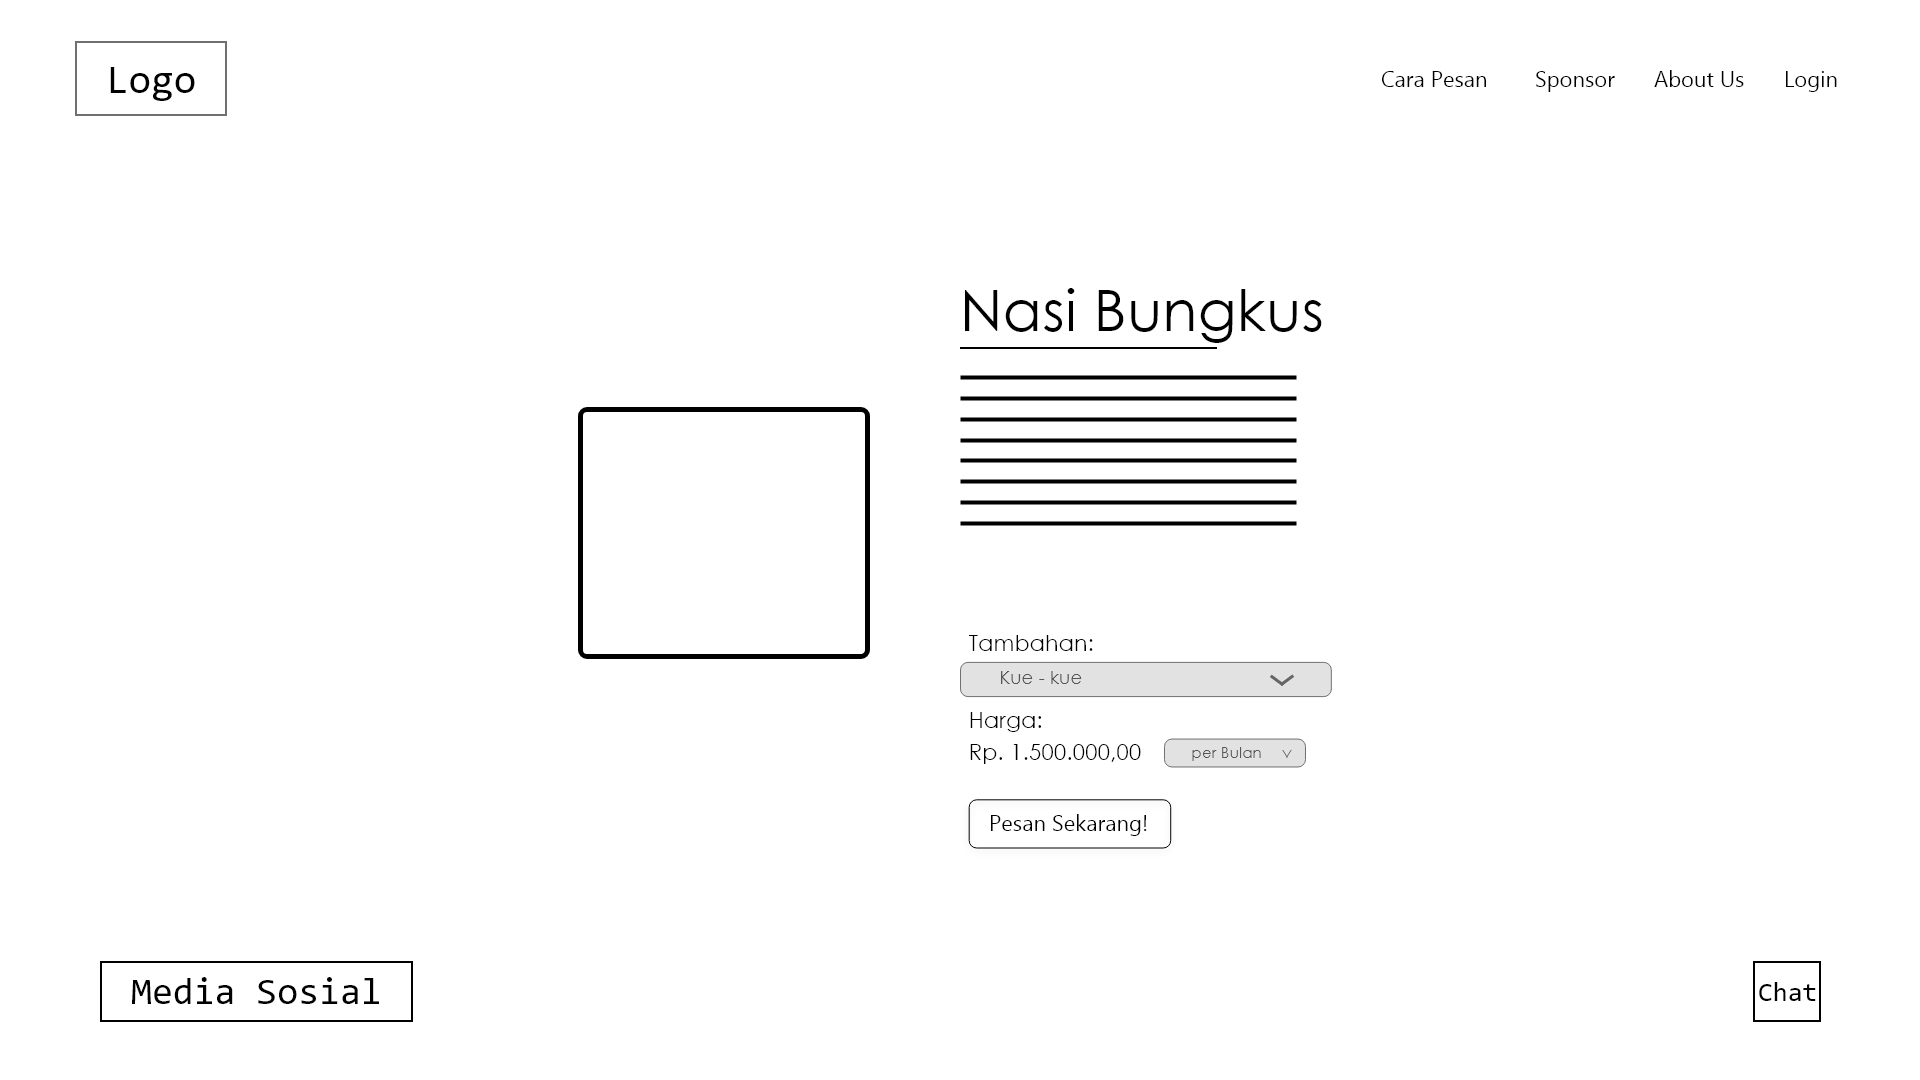 Logo
Cara Pesan Sponsor About Us Login
Nasi Bungkus
Tambahan:
Kue - kue
Harga:
Rp. 1.500.000,00 per Bulan
Pesan Sekarang!
Media Sosial
Chat